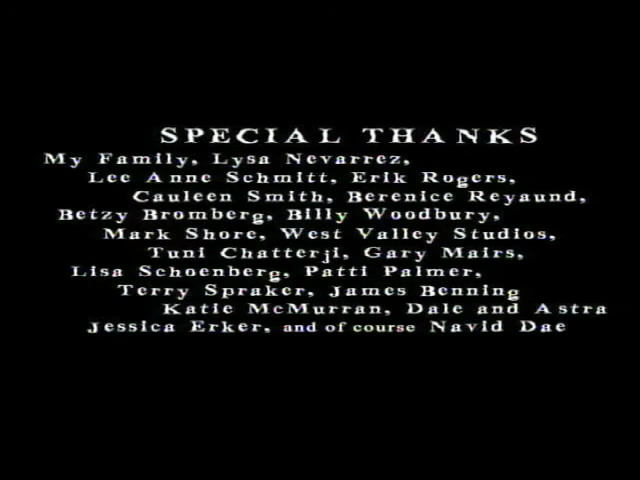 SPECIAL THANKS
My Family, Lysa Nevarrez,
Lee Anne Schmitt, Erik Rogers,
Cauleen Smith, Berenice Reyaund,
Betzy Bromberg, Billy Woodbury,
Mark Shore, West Valley Studios,
Tuni Chatterji, Gary Mairs,
Lisa Schoenberg, Patti Palmer,
Terry Spraker, James Benning
Katie McMurran, Dale and Astra
Jessica Erker, and of course Navid Dae